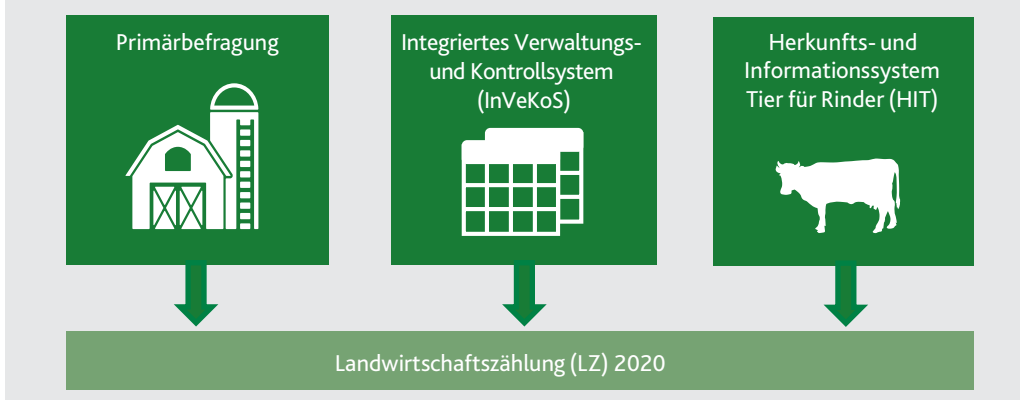 Primärbefragung
Integriertes Verwaltungs-
und Kontrollsystem
(InVeKoS)
Herkunfts- und
Informationssystem
Tier für Rinder (HIT)
Landwirtschaftszählung (LZ) 2020